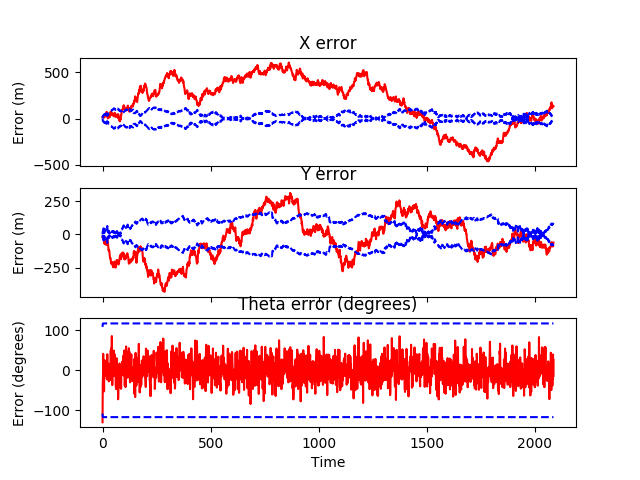 X error
Error (m)
500
0
−500
Y error
Error (m)
250
0
−250
Theta error (degrees)
Error (degrees)
100
0
−100
0 500 1000 1500 2000
Time